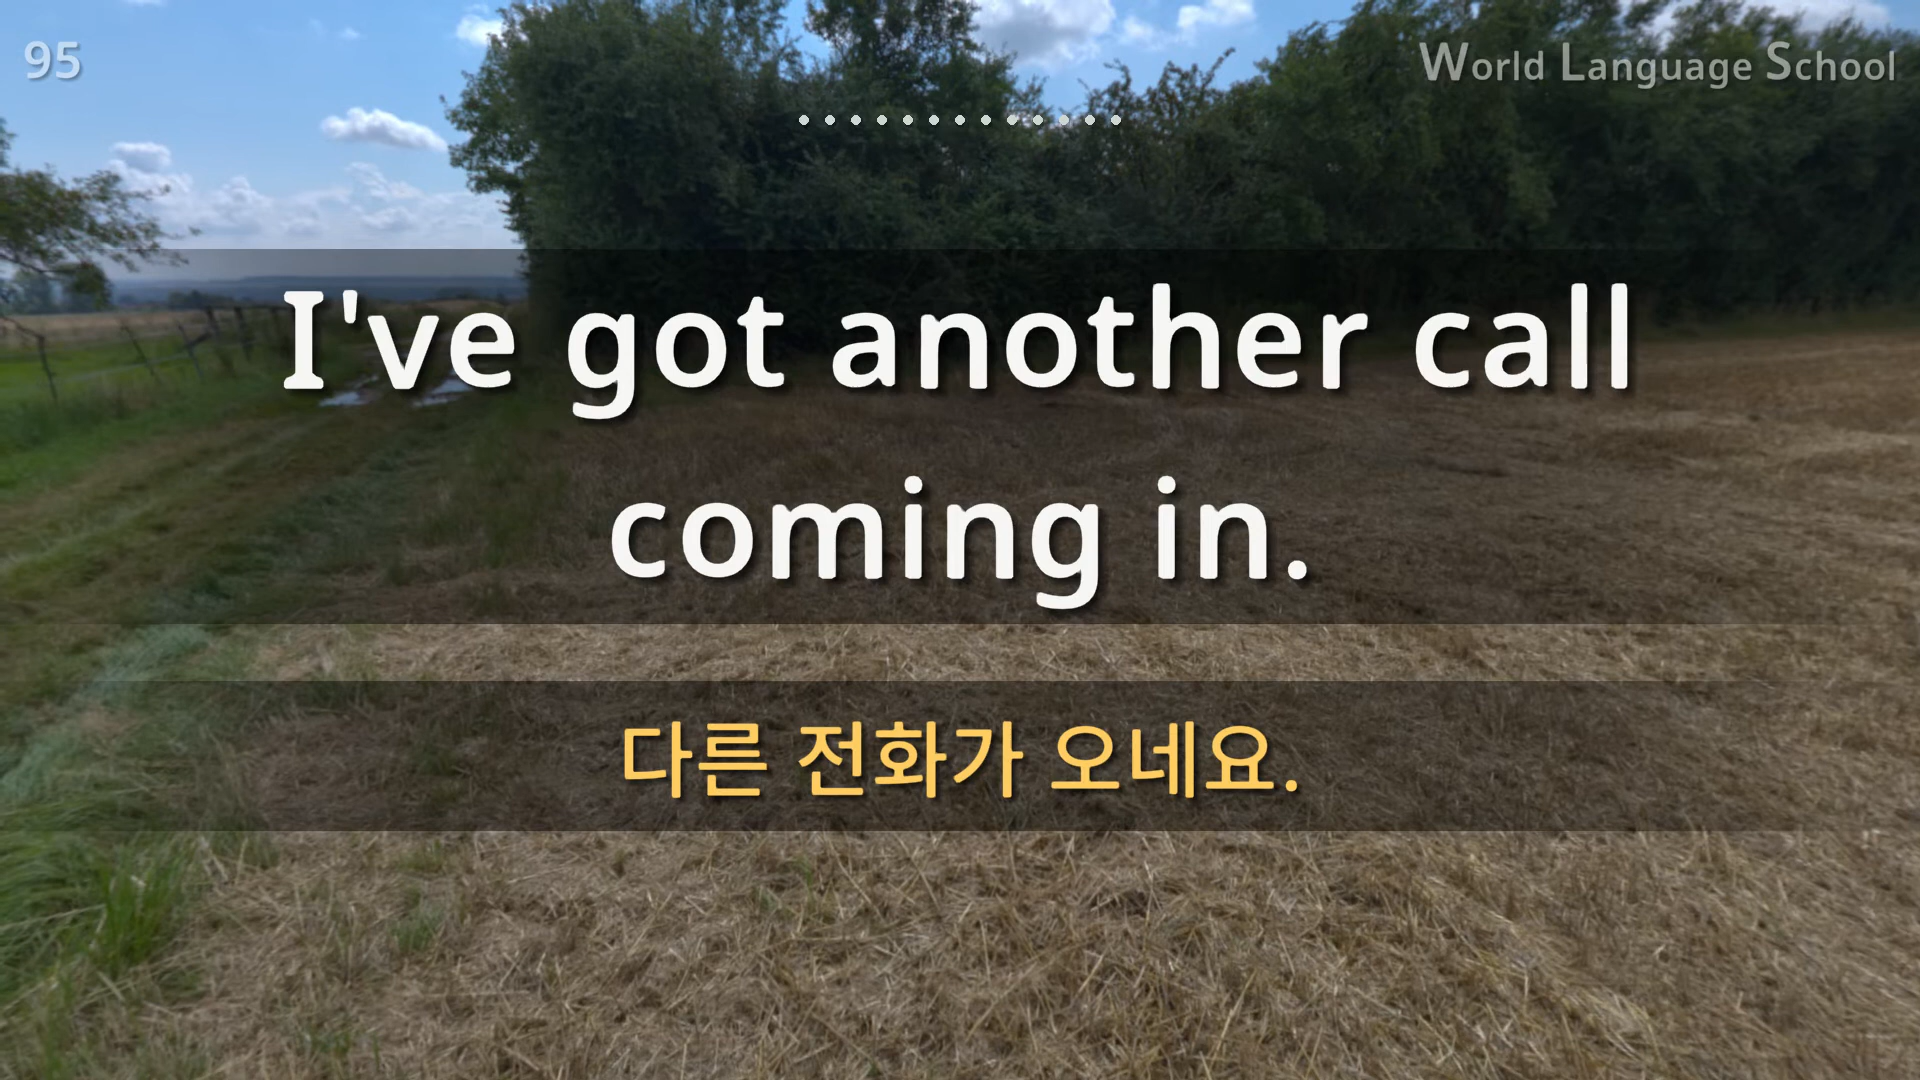 95
World Language School
I've got another call
coming in.
다른 전화가 오네요.